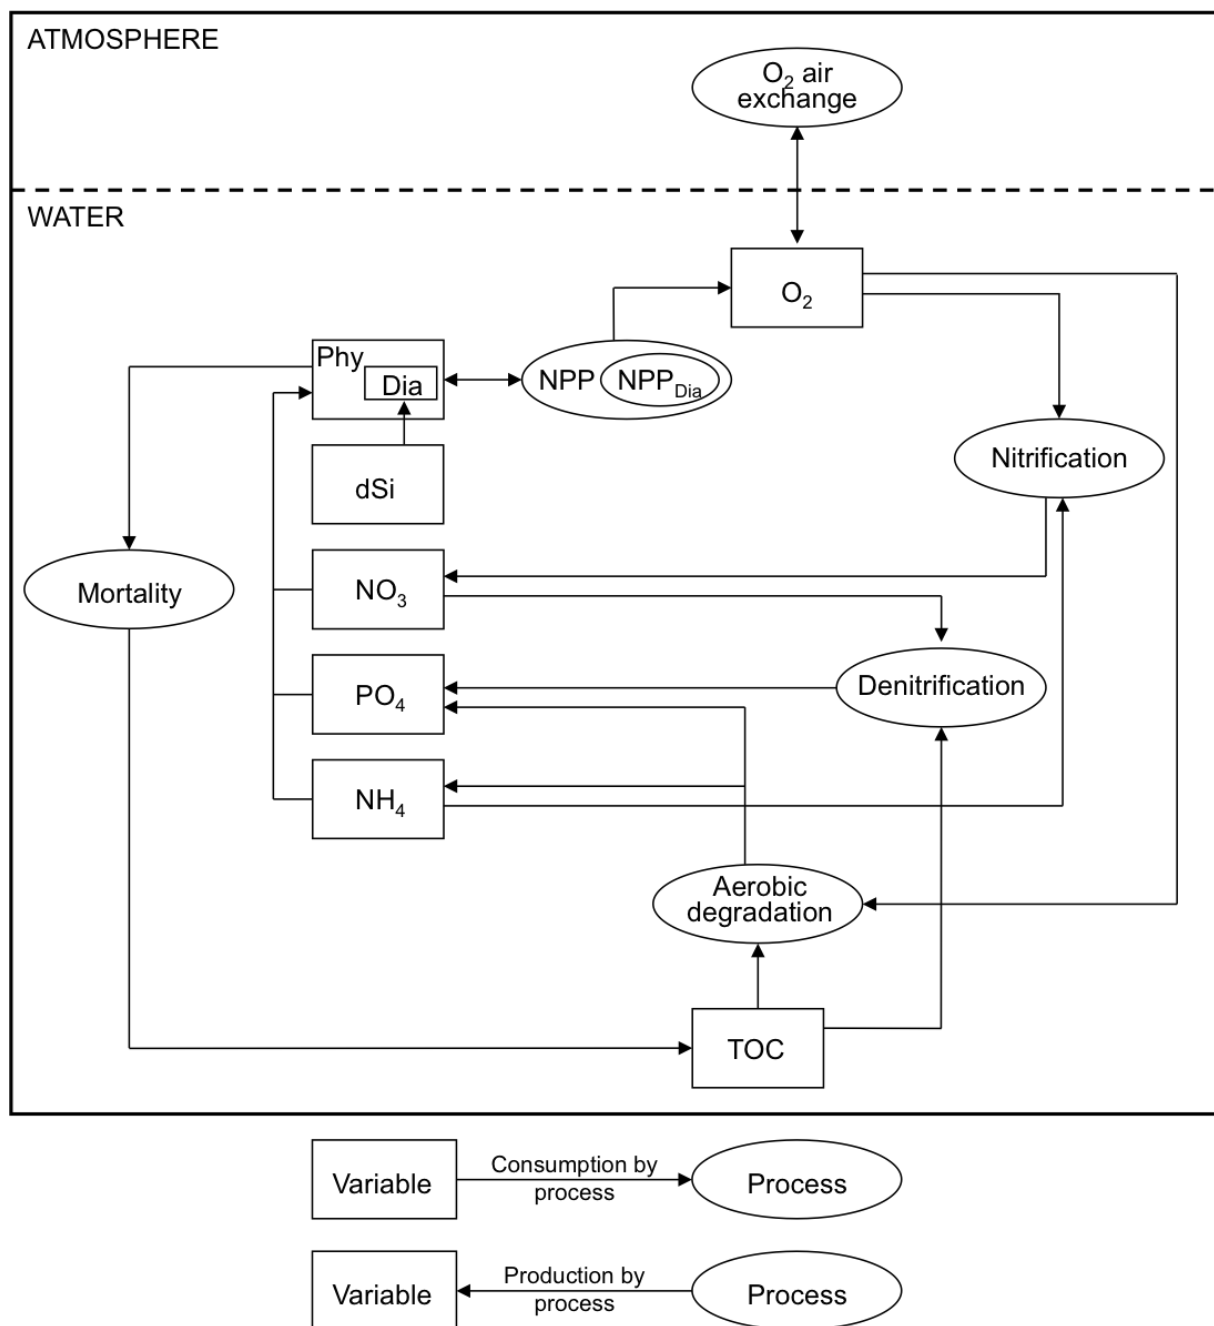 ATMOSPHERE
O₂ air
exchange
WATER
O₂
Phy
Dia
NPP
NPP_Dia
dSi
Nitrification
NO₃
Mortality
PO₄
Denitrification
NH₄
Aerobic
degradation
TOC
Variable
Consumption by
process
Process
Variable
Production by
process
Process